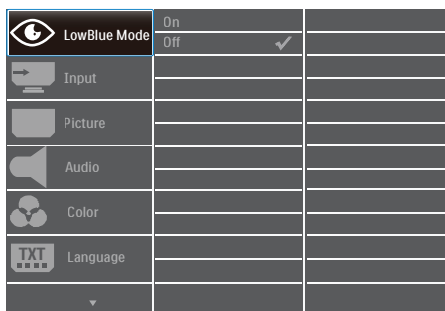 LowBlue Mode
On
Off
Input
Picture
Audio
Color
TXT
Language